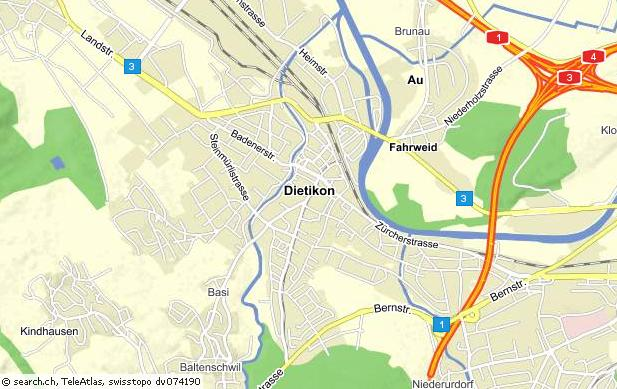 Landstr.
3
strasse
Heimstr
Brunau
1
4
3
Au
Niederholzstrasse
Klo
Badenerstr.
Steinmürlistrasse
Fahrweid
Dietikon
3
Zürcherstrasse
Basi
Bernstr.
Bernstr.
1
Kindhausen
Baltenschwil
strasse
Niederurdorf
© search.ch, TeleAtlas, swisstopo dv074190